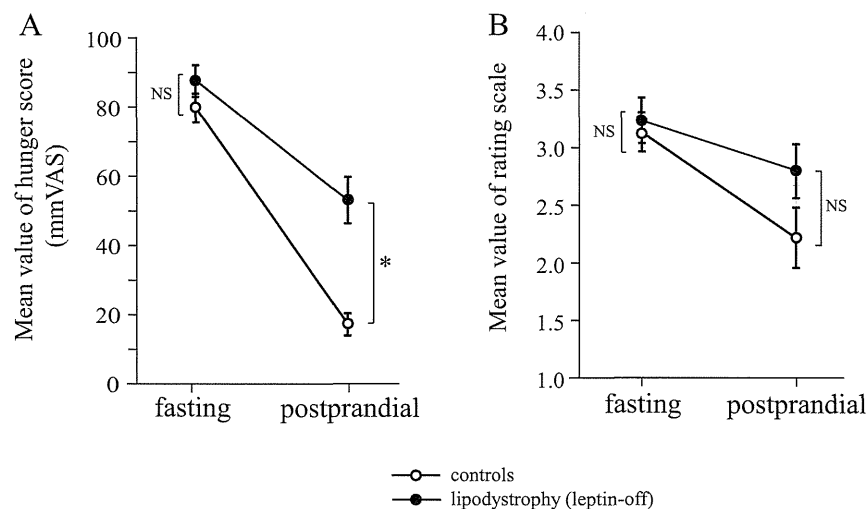 A
Mean value of hunger score
(mmVAS)
100
80
60
40
20
0
NS
*
fasting
postprandial
B
Mean value of rating scale
4.0
3.5
3.0
2.5
2.0
1.5
1.0
NS
NS
fasting
postprandial
controls
lipodystrophy (leptin-off)